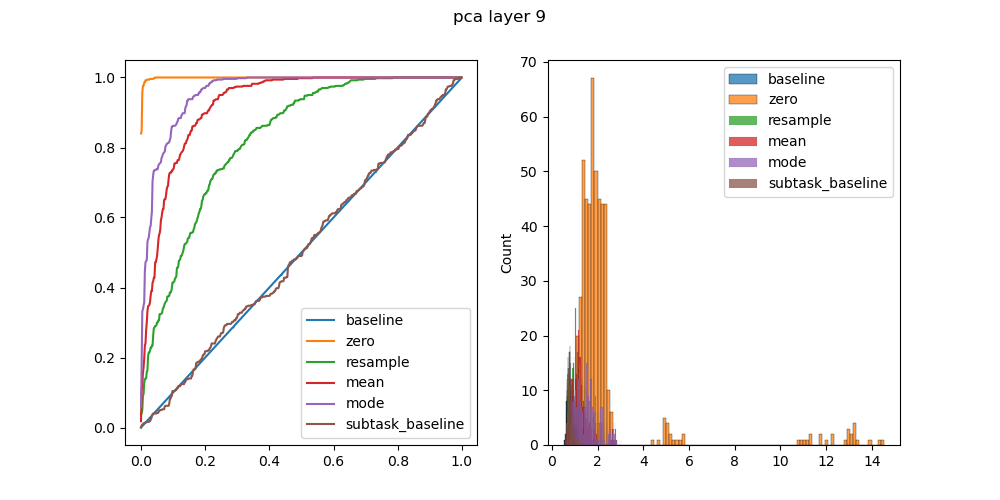 pca layer 9
1.0
0.8
0.6
0.4
0.2
0.0
0.0
0.2
0.4
0.6
0.8
1.0
baseline
zero
resample
mean
mode
subtask_baseline
Count
70
60
50
40
30
20
10
0
0
2
4
6
8
10
12
14
baseline
zero
resample
mean
mode
subtask_baseline